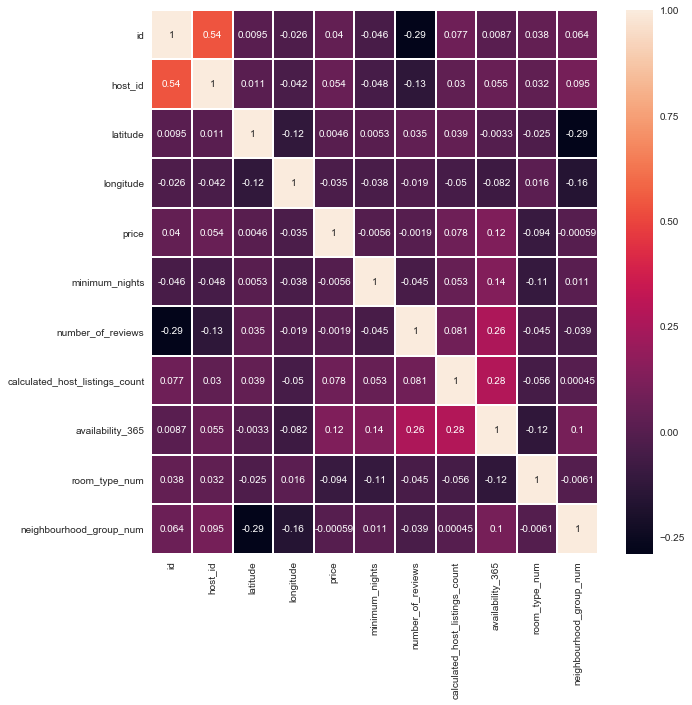 id 1 0.54 0.0095 -0.026 0.04 -0.046 -0.29 0.077 0.0087 0.038 0.064
host_id 0.54 1 0.011 -0.042 0.054 -0.048 -0.13 0.03 0.055 0.032 0.095
latitude 0.0095 0.011 1 -0.12 0.0046 0.0053 0.035 0.039 -0.0033 -0.025 -0.29
longitude -0.026 -0.042 -0.12 1 -0.035 -0.038 -0.019 -0.05 -0.082 0.016 -0.16
price 0.04 0.054 0.0046 -0.035 1 -0.0056 -0.0019 0.078 0.12 -0.094 -0.00059
minimum_nights -0.046 -0.048 0.0053 -0.038 -0.0056 1 -0.045 0.053 0.14 -0.11 0.011
number_of_reviews -0.29 -0.13 0.035 -0.019 -0.0019 -0.045 1 0.081 0.26 -0.045 -0.039
calculated_host_listings_count 0.077 0.03 0.039 -0.05 0.078 0.053 0.081 1 0.28 -0.056 0.00045
availability_365 0.0087 0.055 -0.0033 -0.082 0.12 0.14 0.26 0.28 1 -0.12 0.1
room_type_num 0.038 0.032 -0.025 0.016 -0.094 -0.11 -0.045 -0.056 -0.12 1 -0.0061
neighbourhood_group_num 0.064 0.095 -0.29 -0.16 -0.00059 0.011 -0.039 0.00045 0.1 -0.0061 1
id
host_id
latitude
longitude
price
minimum_nights
number_of_reviews
calculated_host_listings_count
availability_365
room_type_num
neighbourhood_group_num
1.00
0.75
0.50
0.25
0.00
−0.25